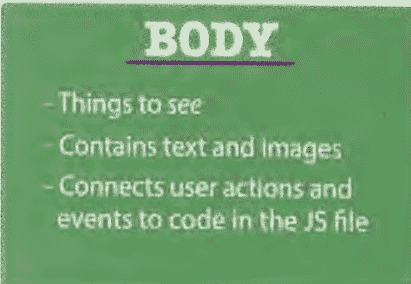 BODY
- Things to see
- Contains text and images
- Connects user actions and
events to code in the JS file